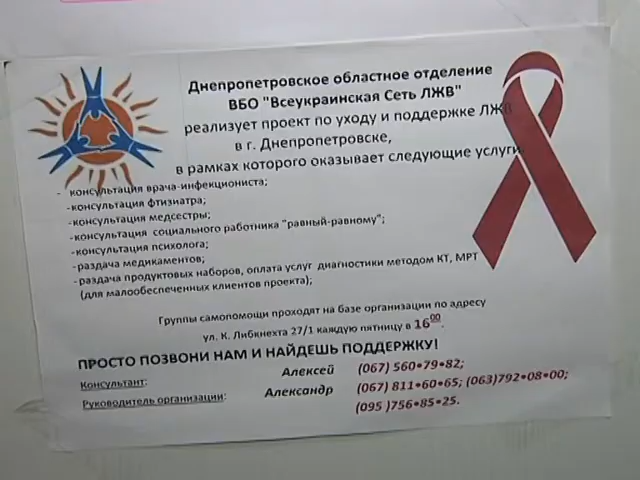 Днепропетровское областное отделение
ВБО "Всеукраинская Сеть ЛЖВ"
реализует проект по уходу и поддержке ЛЖВ
в г. Днепропетровске,
в рамках которого оказывает следующие услуги:
- консультация врача-инфекциониста;
-консультация фтизиатра;
-консультация медсестры;
-консультация социального работника "равный-равному";
-консультация психолога;
-раздача медикаментов;
-раздача продуктовых наборов, оплата услуг диагностики методом КТ, МРТ
(для малообеспеченных клиентов проекта);
Группы самопомощи проходят на базе организации по адресу
ул. К. Либкнехта 27/1 каждую пятницу в 16⁰⁰.
ПРОСТО ПОЗВОНИ НАМ И НАЙДЕШЬ ПОДДЕРЖКУ!
Консультант: Алексей (067) 560•79•82;
Руководитель организации: Александр (067) 811•60•65; (063)792•08•00;
(095 )756•85•25.